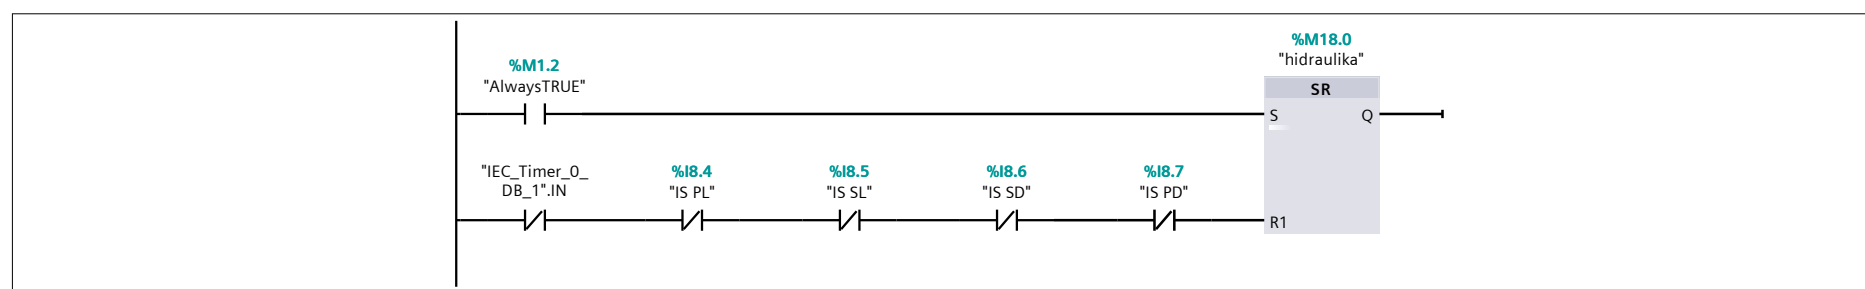 %M18.0
"hidraulika"
%M1.2
"AlwaysTRUE"
SR
S
Q
"IEC_Timer_0_
DB_1".IN
%I8.4
"IS PL"
%I8.5
"IS SL"
%I8.6
"IS SD"
%I8.7
"IS PD"
R1